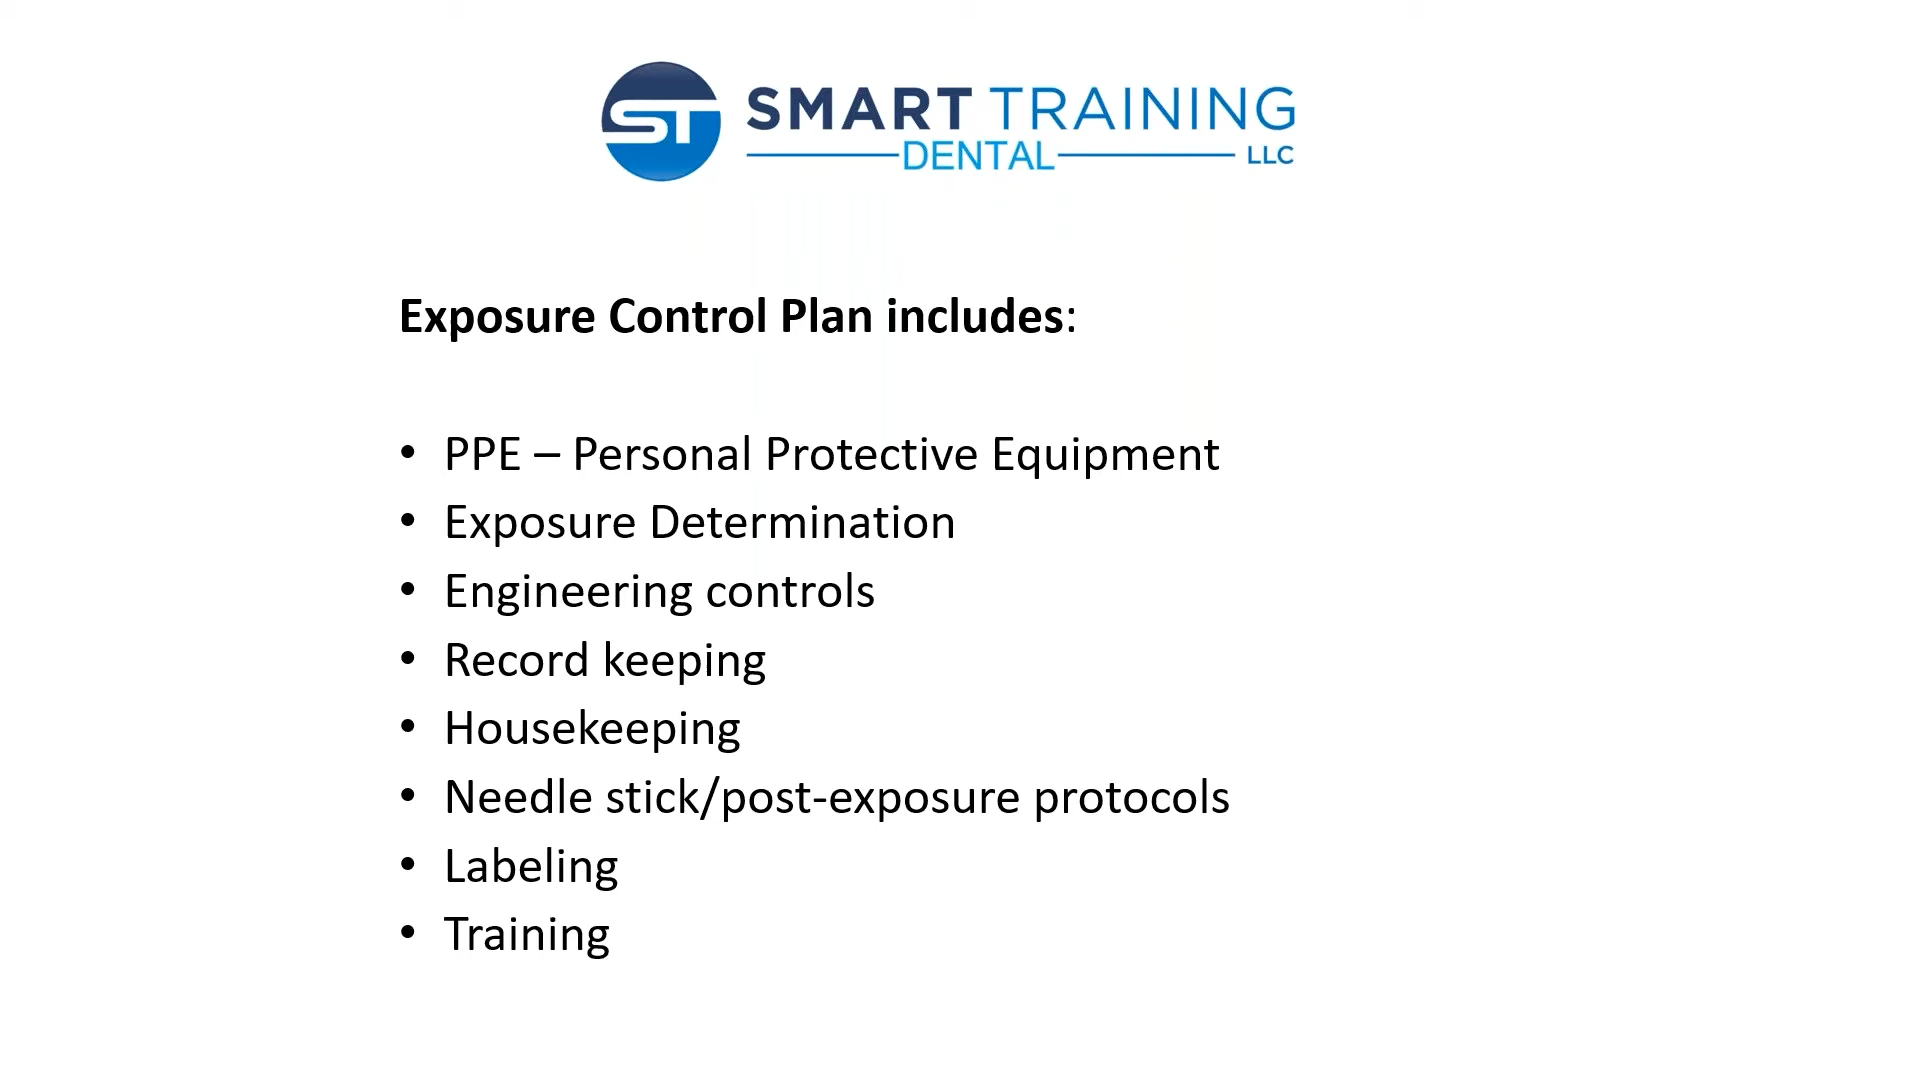 ST SMART TRAINING
DENTAL LLC
Exposure Control Plan includes:
• PPE – Personal Protective Equipment
• Exposure Determination
• Engineering controls
• Record keeping
• Housekeeping
• Needle stick/post-exposure protocols
• Labeling
• Training